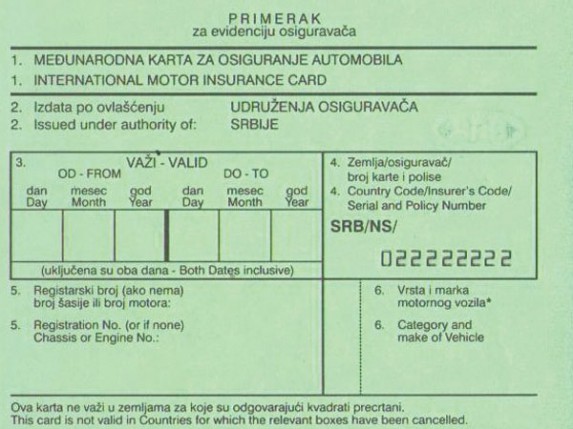 PRIMERAK
za evidenciju osiguravača
1. MEĐUNARODNA KARTA ZA OSIGURANJE AUTOMOBILA
1. INTERNATIONAL MOTOR INSURANCE CARD
2. Izdata po ovlašćenju UDRUŽENJA OSIGURAVAČA
2. Issued under authority of: SRBIJE
3. VAŽI - VALID
OD - FROM DO - TO
dan mesec god dan mesec god
Day Month Year Day Month Year
(uključena su oba dana - Both Dates inclusive)
4. Zemlja/osiguravač/
broj karte i polise
4. Country Code/Insurer's Code/
Serial and Policy Number
SRB/NS/
022222222
5. Registarski broj (ako nema)
broj šasije ili broj motora:
5. Registration No. (or if none)
Chassis or Engine No.:
6. Vrsta i marka
motornog vozila*
6. Category and
make of Vehicle
Ova karta ne važi u zemljama za koje su odgovarajući kvadrati precrtani.
This card is not valid in Countries for which the relevant boxes have been cancelled.